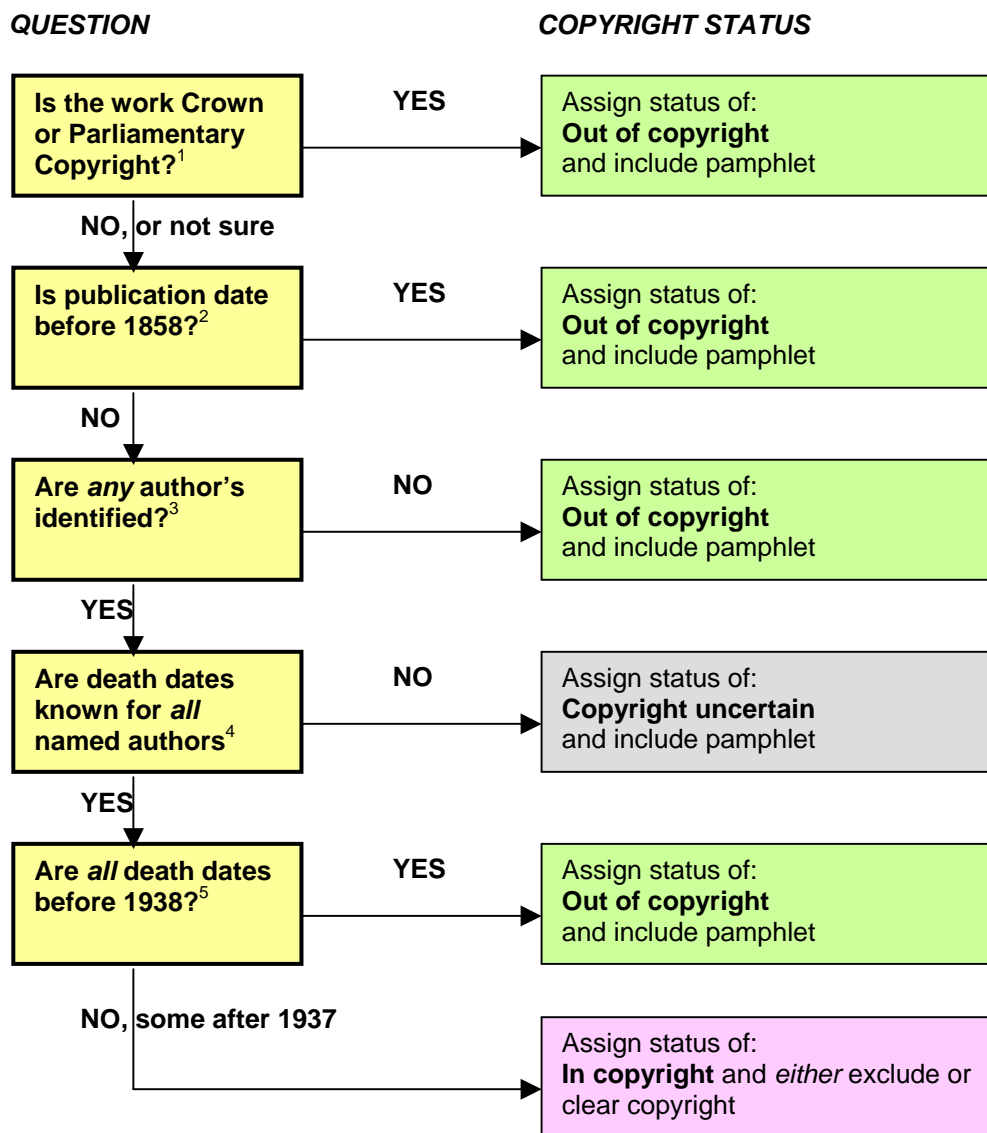 QUESTION
COPYRIGHT STATUS
Is the work Crown
or Parliamentary
Copyright?1
YES
Assign status of:
Out of copyright
and include pamphlet
NO, or not sure
Is publication date
before 1858?2
YES
Assign status of:
Out of copyright
and include pamphlet
NO
Are any author’s
identified?3
NO
Assign status of:
Out of copyright
and include pamphlet
YES
Are death dates
known for all
named authors4
NO
Assign status of:
Copyright uncertain
and include pamphlet
YES
Are all death dates
before 1938?5
YES
Assign status of:
Out of copyright
and include pamphlet
NO, some after 1937
Assign status of:
In copyright and either exclude or
clear copyright